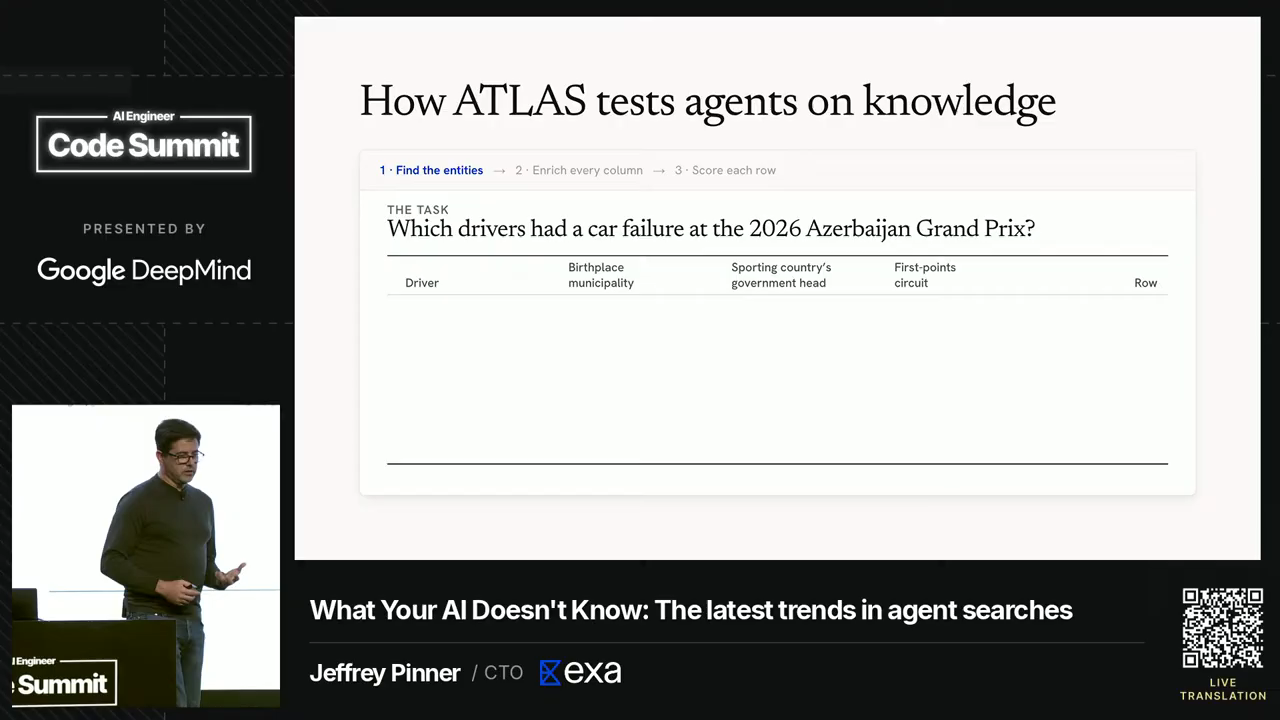 AI Engineer
Code Summit
PRESENTED BY
Google DeepMind
How ATLAS tests agents on knowledge
1 · Find the entities → 2 · Enrich every column → 3 · Score each row
THE TASK
Which drivers had a car failure at the 2026 Azerbaijan Grand Prix?
Driver
Birthplace
municipality
Sporting country's
government head
First-points
circuit
Row
Engineer
Summit
What Your AI Doesn't Know: The latest trends in agent searches
Jeffrey Pinner / CTO exa
LIVE
TRANSLATION